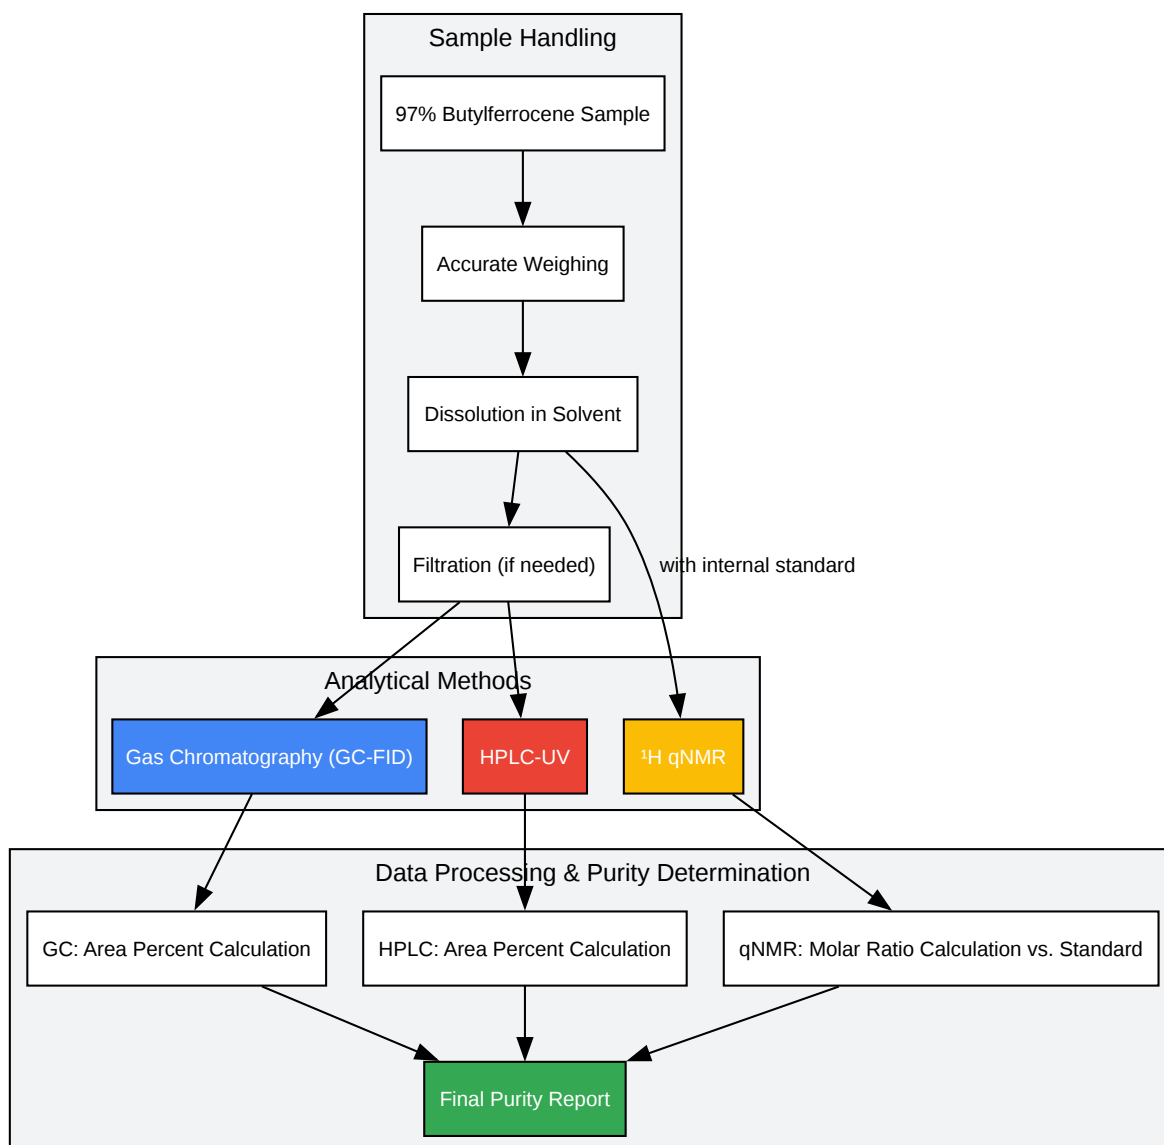 Sample Handling
97% Butylferrocene Sample
Accurate Weighing
Dissolution in Solvent
Filtration (if needed)
with internal standard
Analytical Methods
Gas Chromatography (GC-FID)
HPLC-UV
¹H qNMR
Data Processing & Purity Determination
GC: Area Percent Calculation
HPLC: Area Percent Calculation
qNMR: Molar Ratio Calculation vs. Standard
Final Purity Report